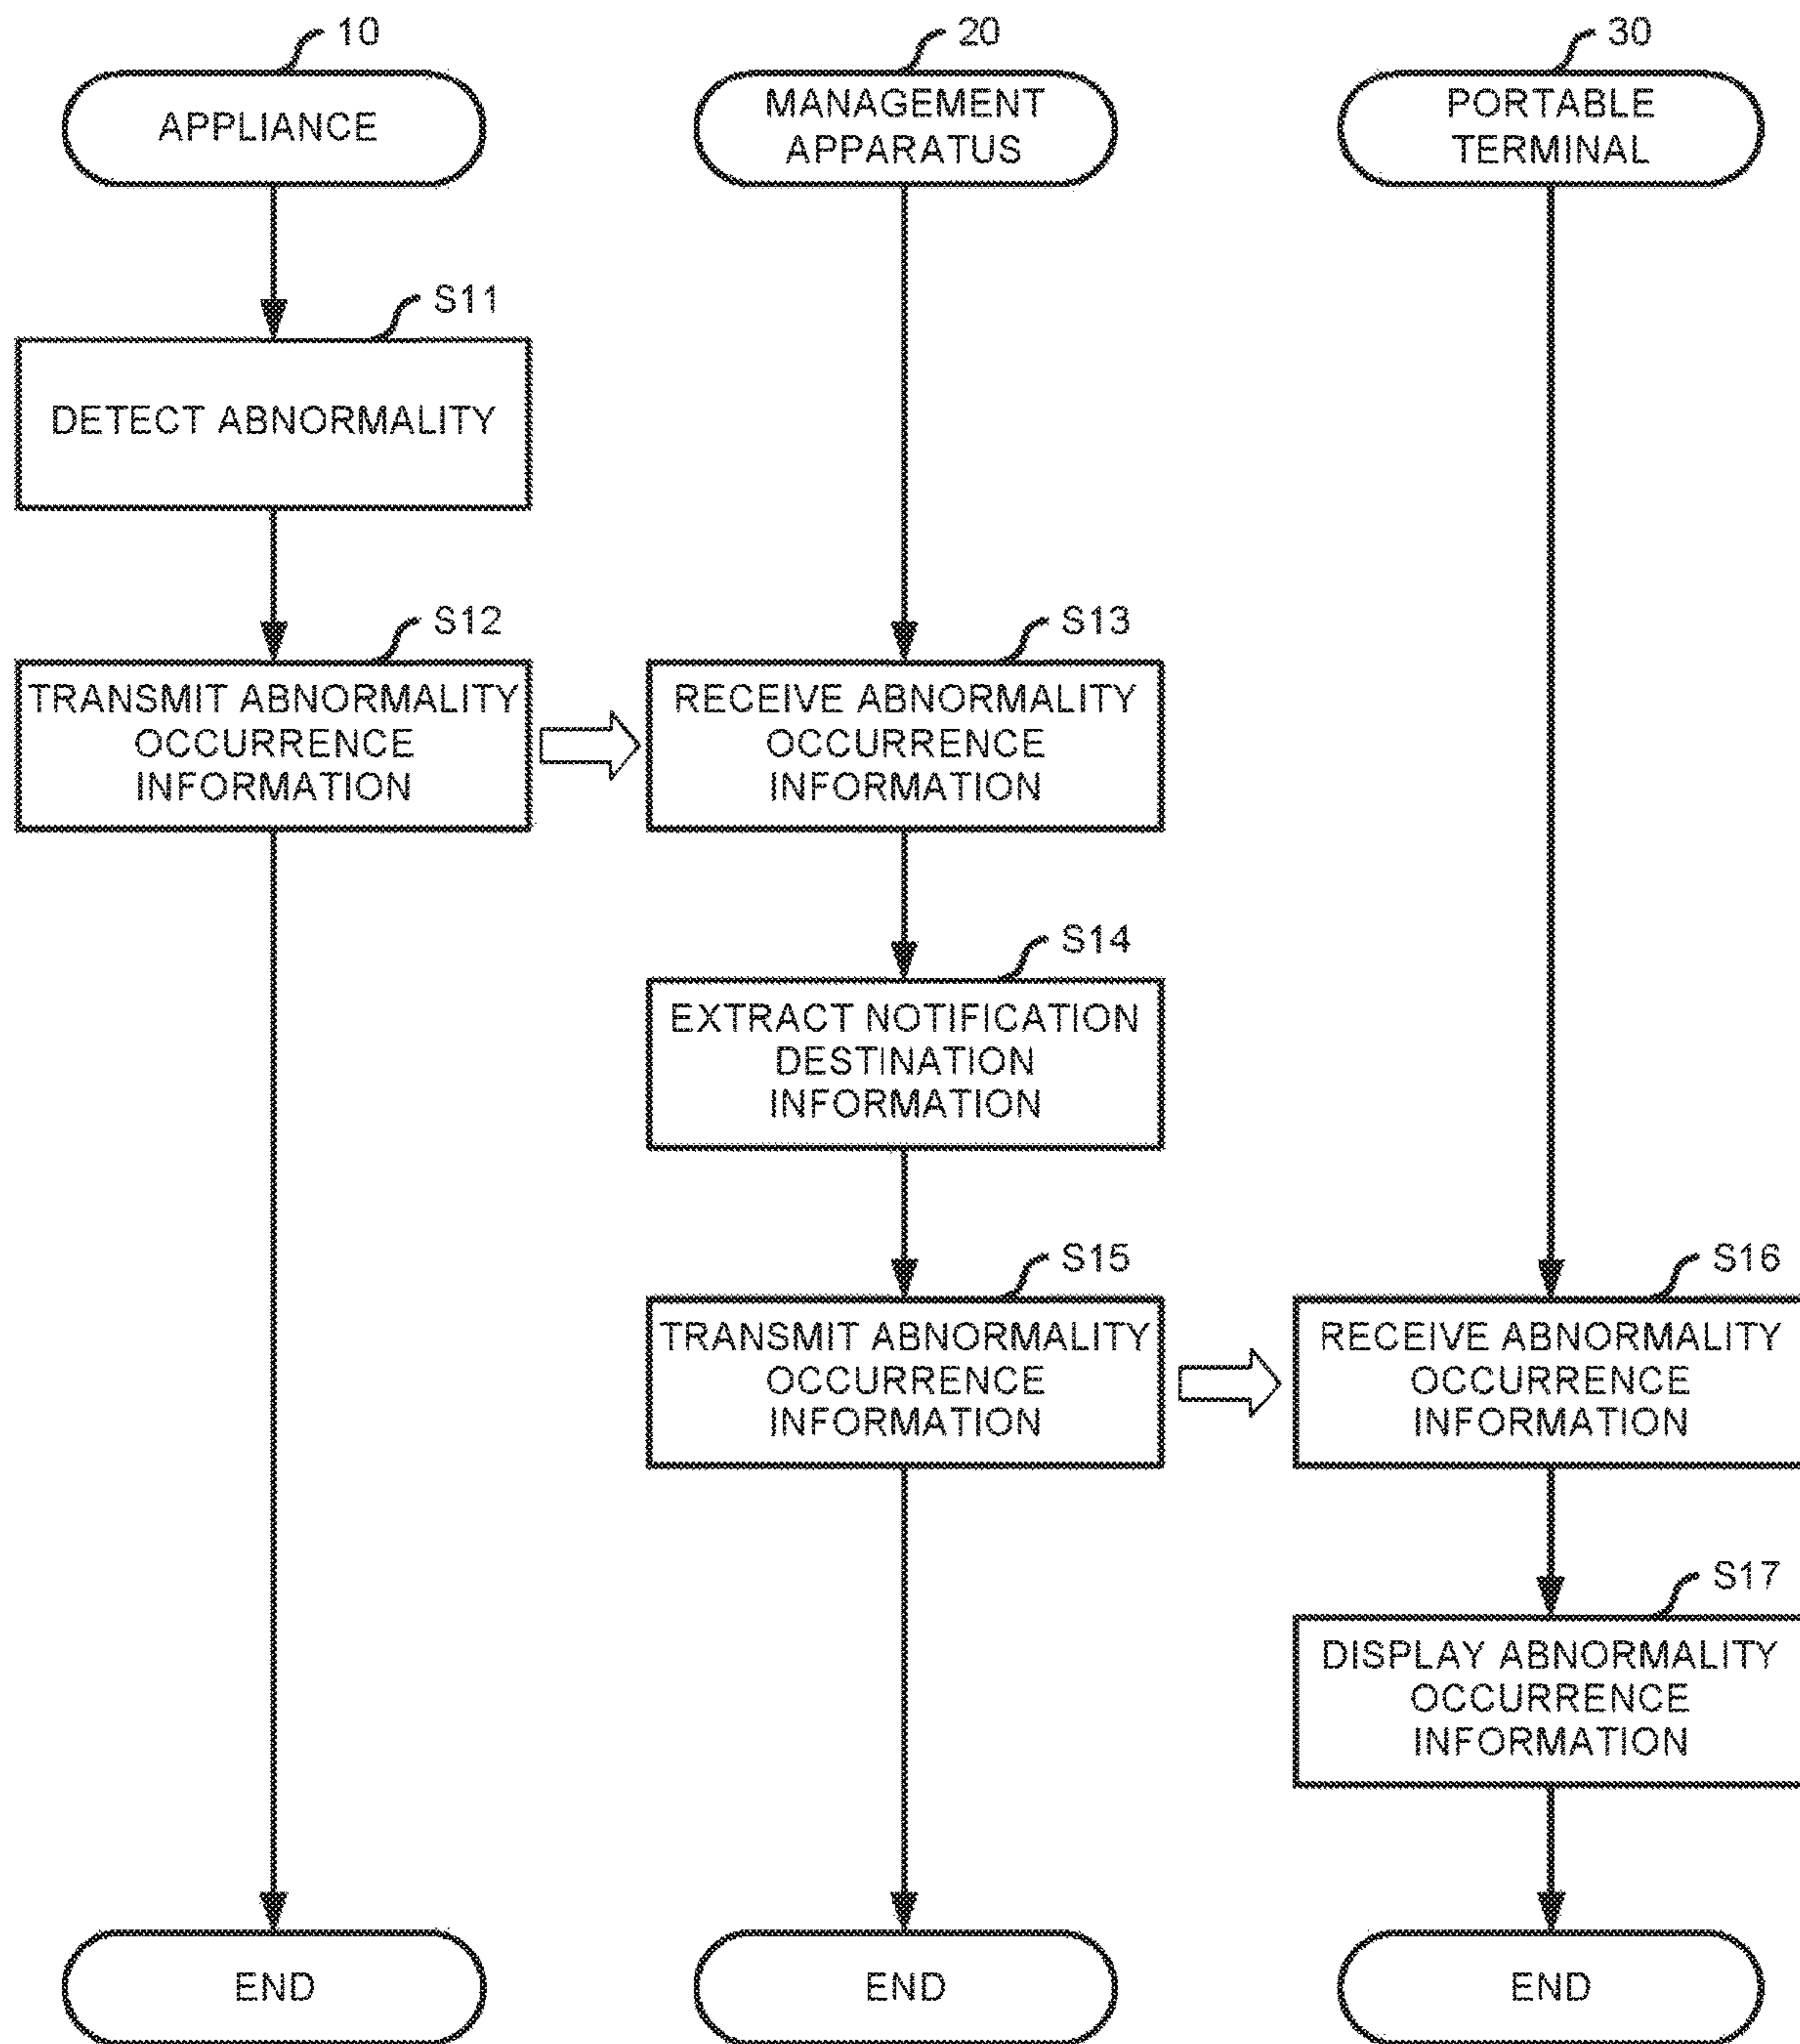 10
20
30
APPLIANCE
MANAGEMENT
APPARATUS
PORTABLE
TERMINAL
S11
DETECT ABNORMALITY
S12
TRANSMIT ABNORMALITY
OCCURRENCE
INFORMATION
S13
RECEIVE ABNORMALITY
OCCURRENCE
INFORMATION
S14
EXTRACT NOTIFICATION
DESTINATION
INFORMATION
S15
TRANSMIT ABNORMALITY
OCCURRENCE
INFORMATION
S16
RECEIVE ABNORMALITY
OCCURRENCE
INFORMATION
S17
DISPLAY ABNORMALITY
OCCURRENCE
INFORMATION
END
END
END